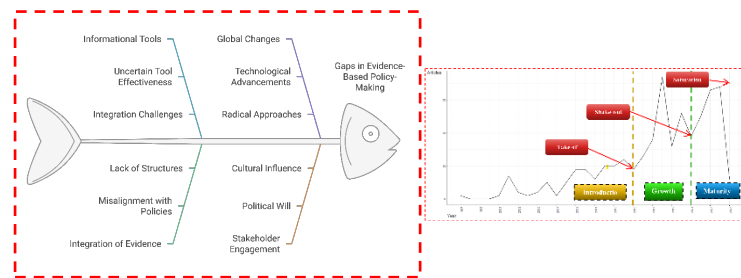 Informational Tools
Uncertain Tool
Effectiveness
Integration Challenges
Global Changes
Technological
Advancements
Radical Approaches
Gaps in Evidence-
Based Policy-
Making
Lack of Structures
Misalignment with
Policies
Integration of Evidence
Cultural Influence
Political Will
Stakeholder
Engagement
Articles
Saturation
Shake out
Take of
Introductio
Growth
Maturity
Year